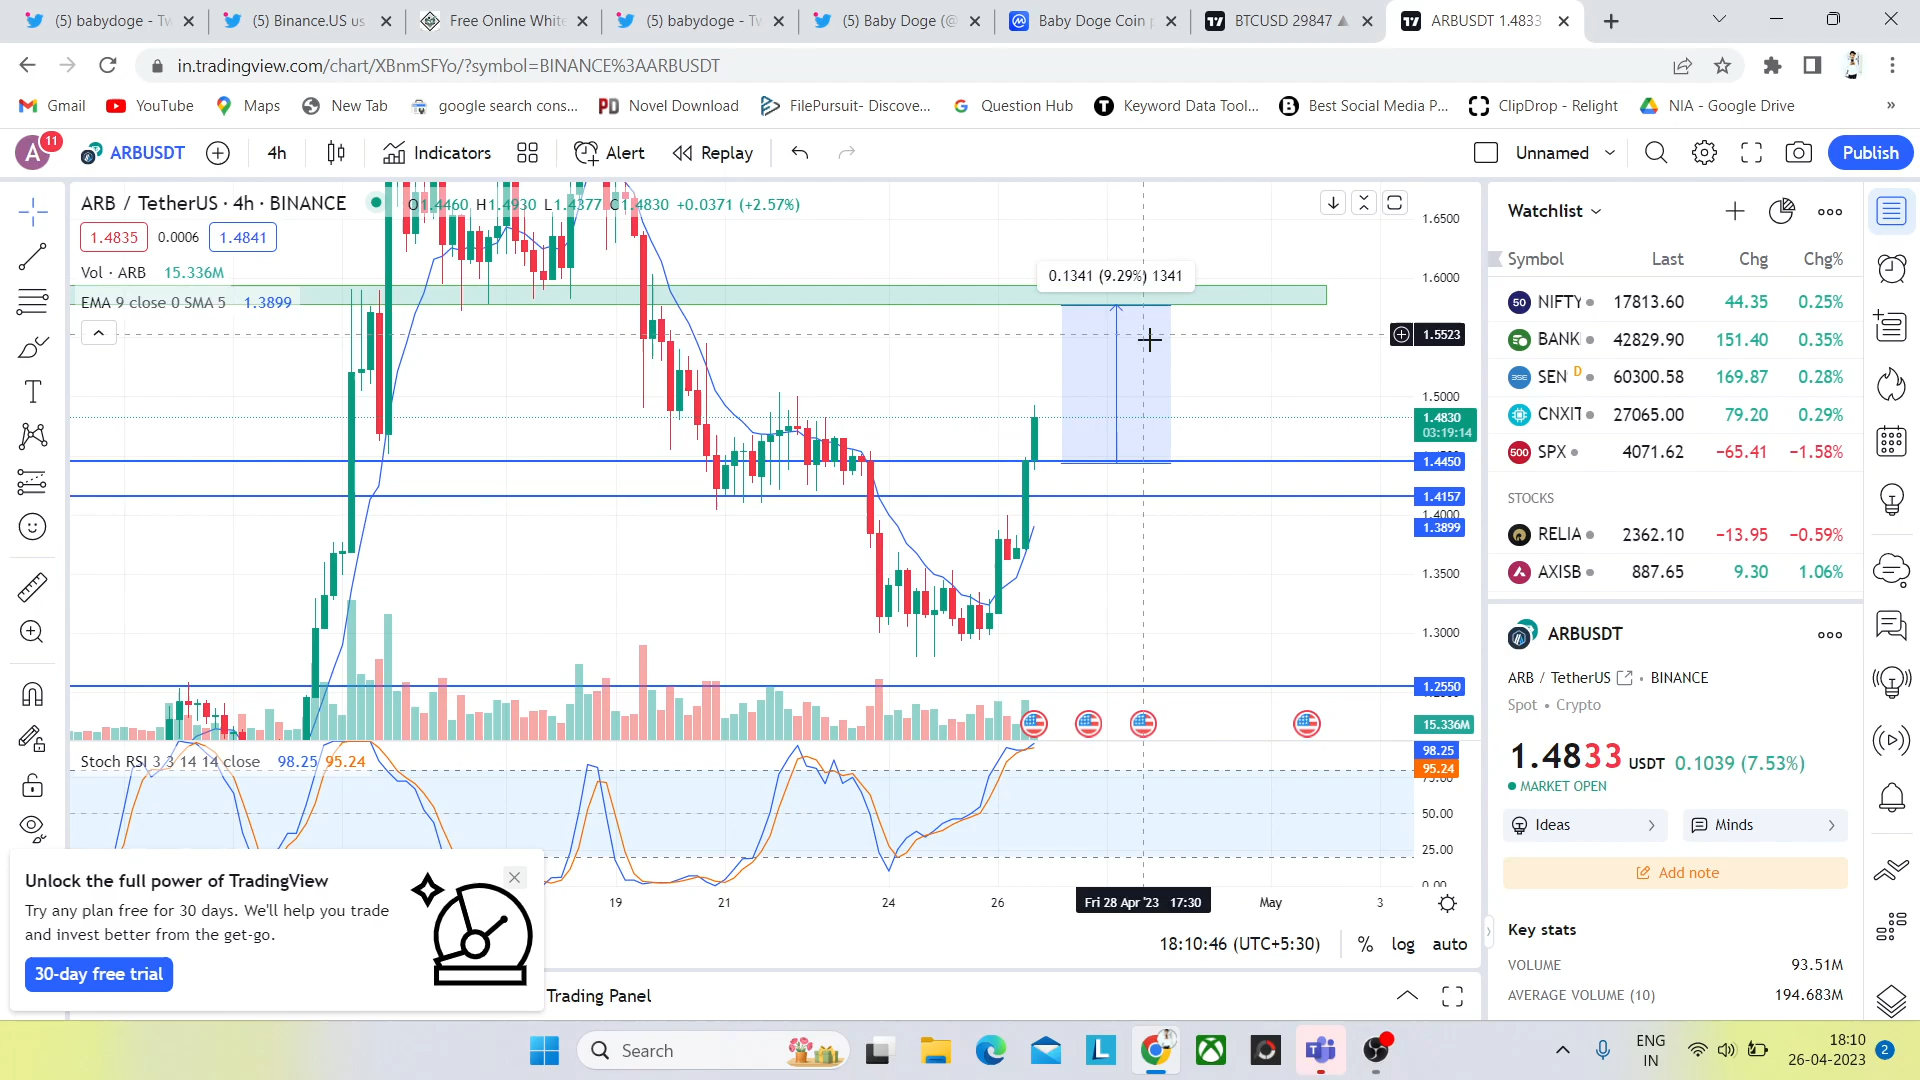 (5) babydoge - Tw
(5) Binance.US us
Free Online White
(5) babydoge - Tw
(5) Baby Doge (@
Baby Doge Coin p
BTCUSD 29847
ARBUSDT 1.4833
in.tradingview.com/chart/XBnmSFYo/?symbol=BINANCE%3AARBUSDT
Gmail
YouTube
Maps
New Tab
google search cons...
Novel Download
FilePursuit- Discove...
Question Hub
Keyword Data Tool...
Best Social Media P...
ClipDrop - Relight
NIA - Google Drive
»
A
11
ARBUSDT
4h
Indicators
Alert
Replay
Unnamed
Publish
ARB / TetherUS · 4h · BINANCE
O1.4460 H1.4930 L1.4377 C1.4830 +0.0371 (+2.57%)
1.4835
0.0006
1.4841
Vol · ARB 15.336M
EMA 9 close 0 SMA 5 1.3899
0.1341 (9.29%) 1341
1.6500
1.6000
1.5523
1.5000
1.4830
03:19:14
1.4450
1.4157
1.4000
1.3899
1.3500
1.3000
1.2550
15.336M
Stoch RSI 3 3 14 14 close 98.25 95.24
98.25
95.24
75.00
50.00
25.00
0.00
19
21
24
26
Fri 28 Apr '23 17:30
May
3
18:10:46 (UTC+5:30)
%
log
auto
Unlock the full power of TradingView
Try any plan free for 30 days. We'll help you trade
and invest better from the get-go.
30-day free trial
Trading Panel
Watchlist
Symbol Last Chg Chg%
50 NIFTY 17813.60 44.35 0.25%
BANK 42829.90 151.40 0.35%
BSE SEN D 60300.58 169.87 0.28%
CNXIT 27065.00 79.20 0.29%
500 SPX 4071.62 −65.41 −1.58%
STOCKS
RELIA 2362.10 −13.95 −0.59%
AXISB 887.65 9.30 1.06%
ARBUSDT
ARB / TetherUS • BINANCE
Spot • Crypto
1.4833 USDT 0.1039 (7.53%)
MARKET OPEN
Ideas
Minds
Add note
Key stats
VOLUME 93.51M
AVERAGE VOLUME (10) 194.683M
Search
ENG
IN
18:10
26-04-2023
2